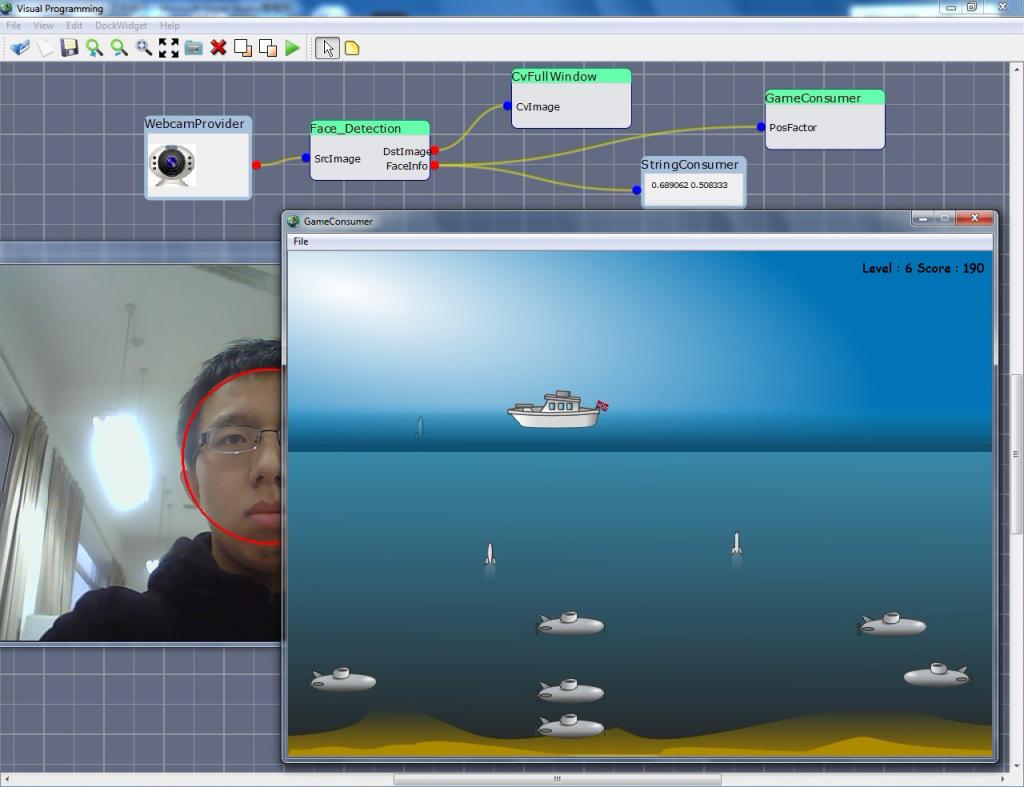 Visual Programming
File View Edit DockWidget Help
WebcamProvider
Face_Detection
SrcImage
DstImage
FaceInfo
CvFullWindow
CvImage
GameConsumer
PosFactor
StringConsumer
0.689062 0.508333
GameConsumer
File
Level : 6 Score : 190